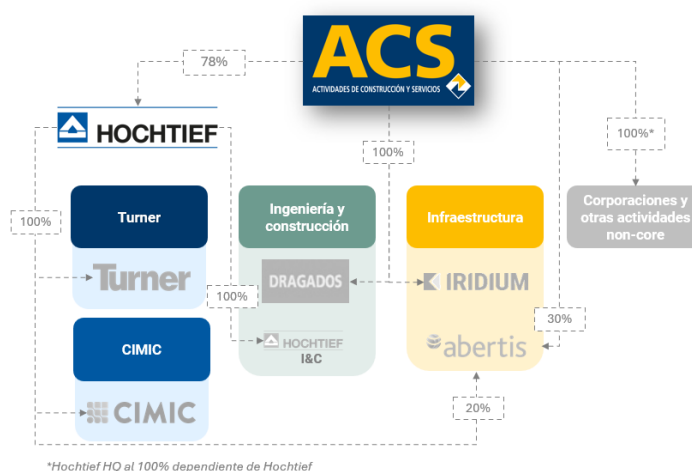 ACS
ACTIVIDADES DE CONSTRUCCIÓN Y SERVICIOS
78%
HOCHTIEF
100%
100%*
100%
Turner
Ingeniería y
construcción
Infraestructura
Corporaciones y
otras actividades
non-core
Turner
DRAGADOS
IRIDIUM
100%
30%
CIMIC
HOCHTIEF
I&C
abertis
CIMIC
20%
*Hochtief HQ al 100% dependiente de Hochtief